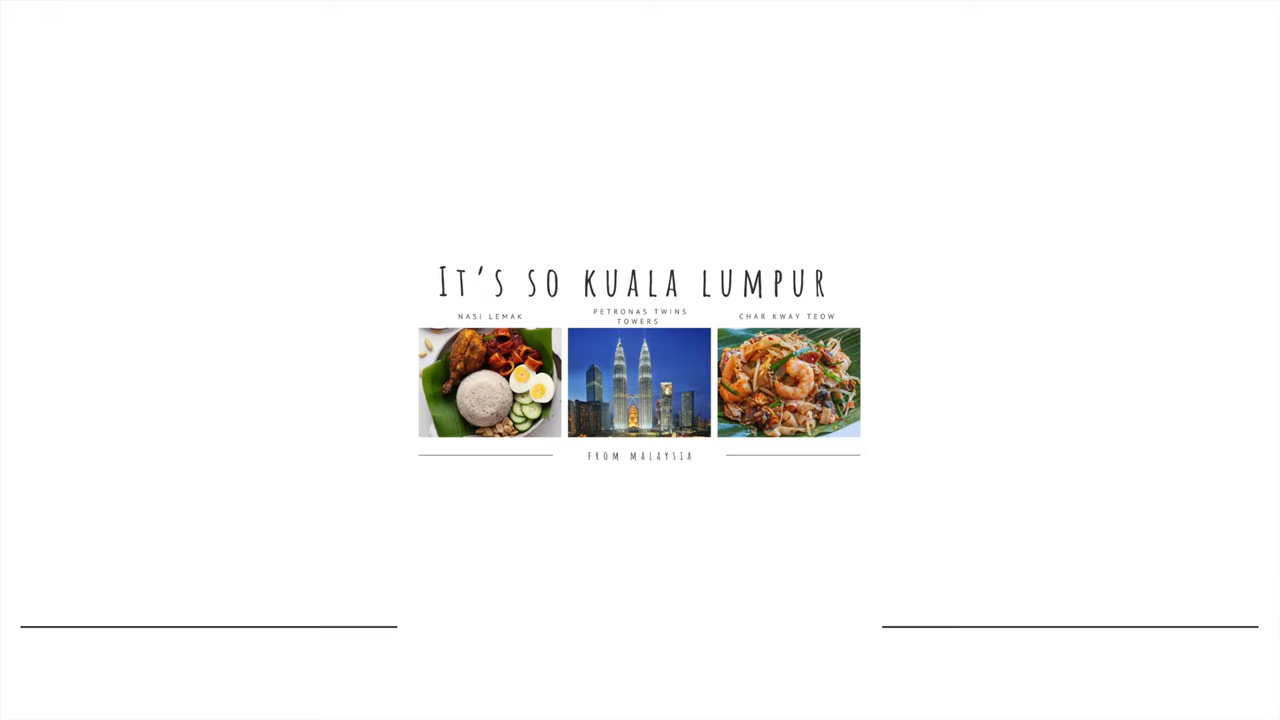 IT'S SO KUALA LUMPUR
NASI LEMAK
PETRONAS TWINS
TOWERS
CHAR KWAY TEOW
FROM MALAYSIA